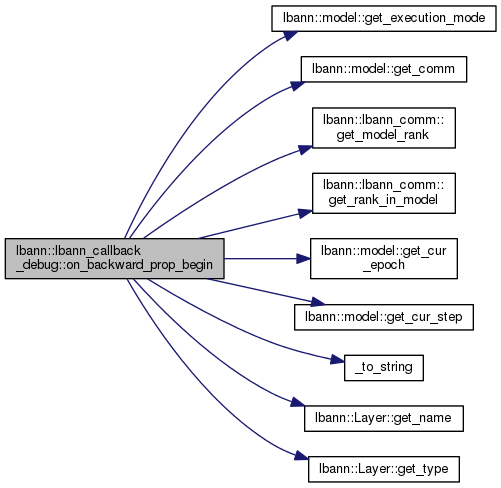 lbann::model::get_execution_mode
lbann::model::get_comm
lbann::lbann_comm::
get_model_rank
lbann::lbann_comm::
get_rank_in_model
lbann::lbann_callback
_debug::on_backward_prop_begin
lbann::model::get_cur
_epoch
lbann::model::get_cur_step
_to_string
lbann::Layer::get_name
lbann::Layer::get_type